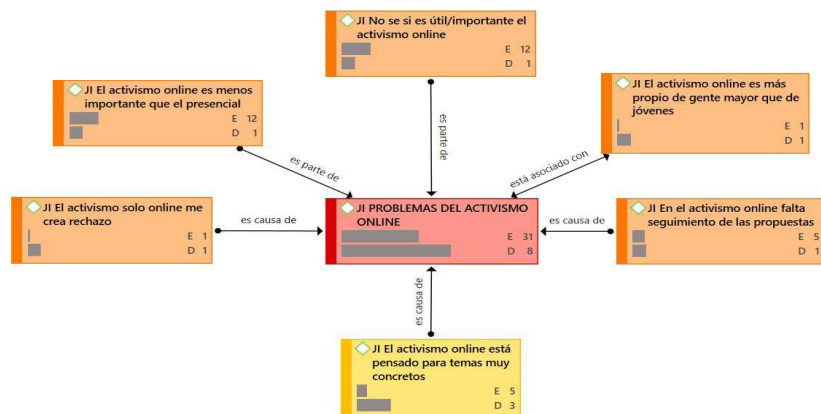 JI No se si es útil/importante el
activismo online
E 12
D 1
JI El activismo online es menos
importante que el presencial
E 12
D 1
JI El activismo online es más
propio de gente mayor que de
jóvenes
E 1
D 1
es parte de
es parte de
está asociado con
JI El activismo solo online me
crea rechazo
E 1
D 1
es causa de
JI PROBLEMAS DEL ACTIVISMO
ONLINE
E 31
D 8
es causa de
JI En el activismo online falta
seguimiento de las propuestas
E 5
D 1
es causa de
JI El activismo online está
pensado para temas muy
concretos
E 5
D 3